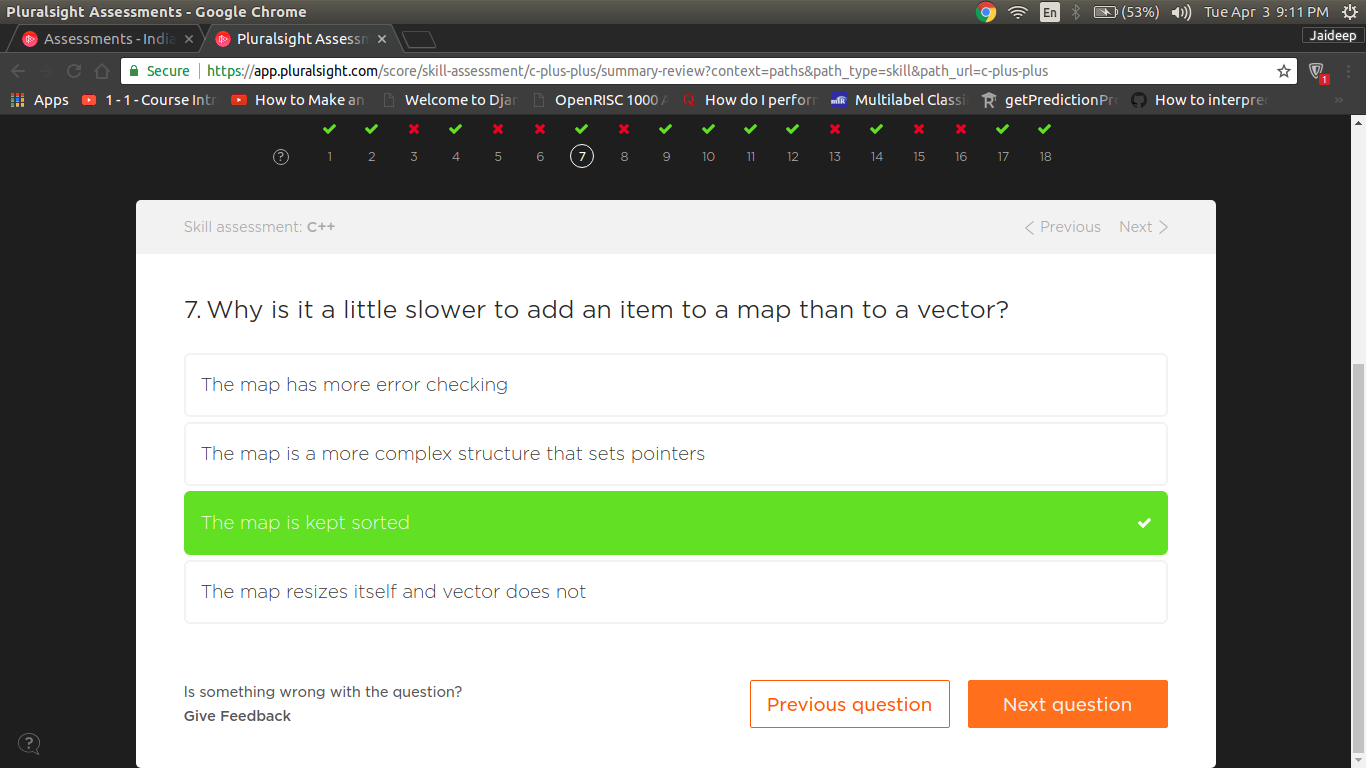 Pluralsight Assessments - Google Chrome
En
(53%)
Tue Apr 3 9:11 PM
Assessments - India
Pluralsight Assess
Jaideep
Secure
https://app.pluralsight.com/score/skill-assessment/c-plus-plus/summary-review?context=paths&path_type=skill&path_url=c-plus-plus
1
Apps
1 - 1 - Course Intr
How to Make an
Welcome to Djan
OpenRISC 1000 A
How do I perfor
Multilabel Classi
getPredictionPr
How to interpre
»
? 1 2 3 4 5 6 7 8 9 10 11 12 13 14 15 16 17 18
Skill assessment: C++
Previous
Next
7. Why is it a little slower to add an item to a map than to a vector?
The map has more error checking
The map is a more complex structure that sets pointers
The map is kept sorted
The map resizes itself and vector does not
Is something wrong with the question?
Give Feedback
Previous question
Next question
?